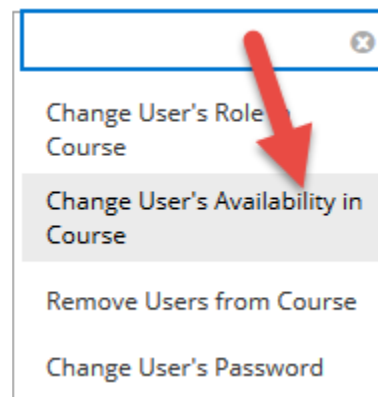 Change User's Role
Course
Change User's Availability in
Course
Remove Users from Course
Change User's Password